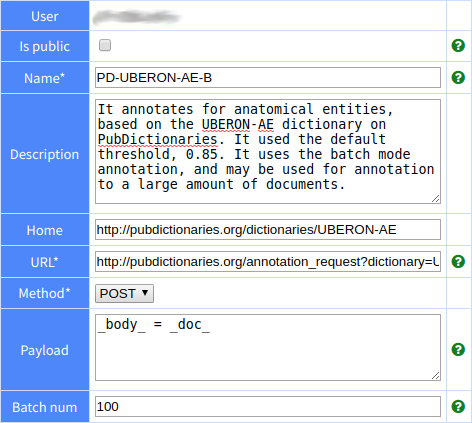 User
Is public
?
Name*
PD-UBERON-AE-B
?
Description
It annotates for anatomical entities,
based on the UBERON-AE dictionary on
PubDictionaries. It used the default
threshold, 0.85. It uses the batch mode
annotation, and may be used for annotation
to a large amount of documents.
Home
http://pubdictionaries.org/dictionaries/UBERON-AE
URL*
http://pubdictionaries.org/annotation_request?dictionary=U
?
Method*
POST
?
Payload
_body_ = _doc_
?
Batch num
100
?